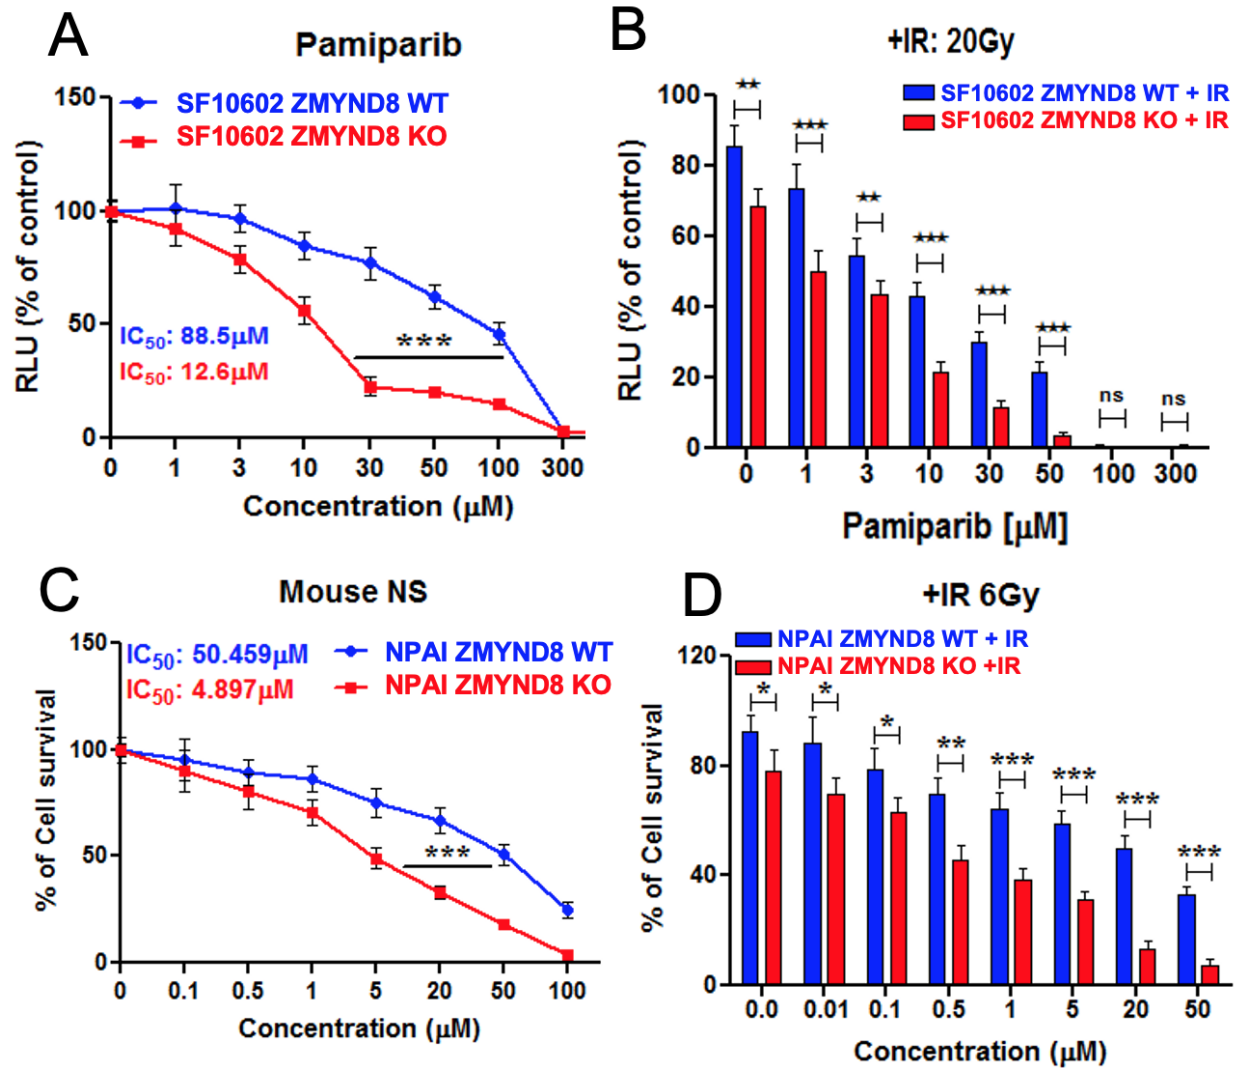 A
Pamiparib
SF10602 ZMYND8 WT
SF10602 ZMYND8 KO
RLU (% of control)
150
100
50
0
IC50: 88.5μM
IC50: 12.6μM
***
0 1 3 10 30 50 100 300
Concentration (μM)
B
+IR: 20Gy
SF10602 ZMYND8 WT + IR
SF10602 ZMYND8 KO + IR
RLU (% of control)
100
80
60
40
20
0
** *** ** *** *** *** ns ns
0 1 3 10 30 50 100 300
Pamiparib [μM]
C
Mouse NS
IC50: 50.459μM
IC50: 4.897μM
NPAI ZMYND8 WT
NPAI ZMYND8 KO
% of Cell survival
150
100
50
0
***
0 0.1 0.5 1 5 20 50 100
Concentration (μM)
D
+IR 6Gy
NPAI ZMYND8 WT + IR
NPAI ZMYND8 KO +IR
% of Cell survival
120
80
40
0
* * * ** *** *** *** ***
0.0 0.01 0.1 0.5 1 5 20 50
Concentration (μM)